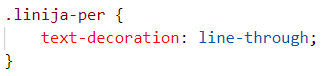 .linija-per {
    text-decoration: line-through;
}